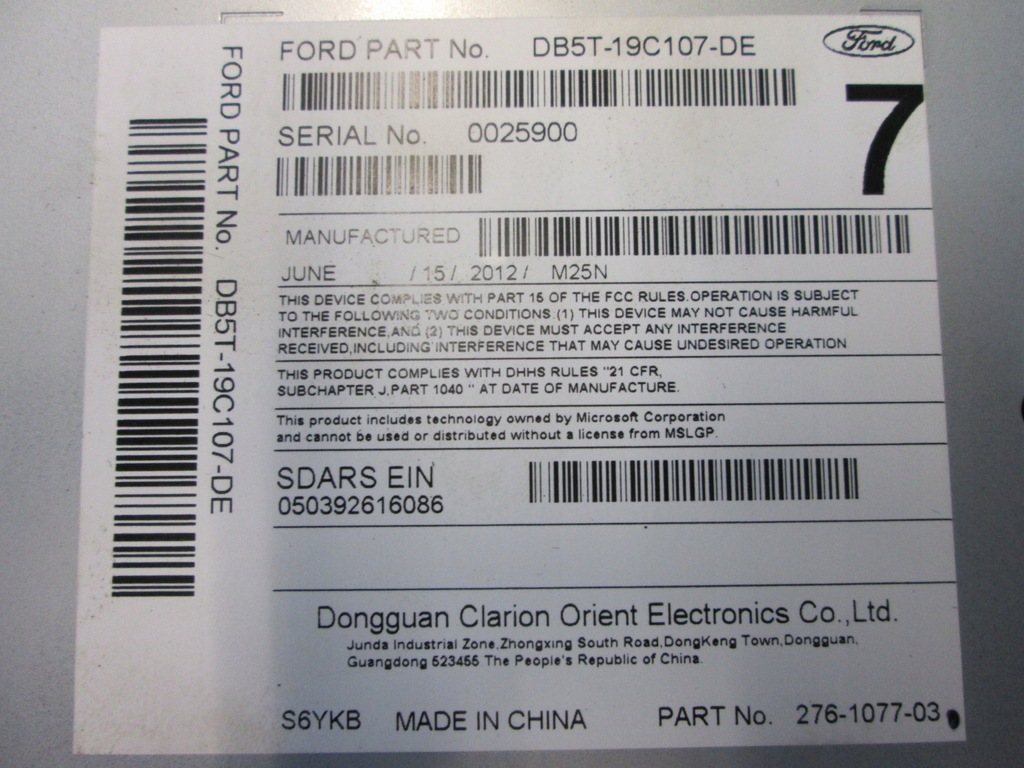 FORD PART No. DB5T-19C107-DE
Ford
FORD PART No. DB5T-19C107-DE
7
SERIAL No. 0025900
MANUFACTURED
JUNE /15/ 2012/ M25N
THIS DEVICE COMPLIES WITH PART 15 OF THE FCC RULES.OPERATION IS SUBJECT
TO THE FOLLOWING TWO CONDITIONS.(1) THIS DEVICE MAY NOT CAUSE HARMFUL
INTERFERENCE,AND (2) THIS DEVICE MUST ACCEPT ANY INTERFERENCE
RECEIVED,INCLUDING INTERFERENCE THAT MAY CAUSE UNDESIRED OPERATION
THIS PRODUCT COMPLIES WITH DHHS RULES "21 CFR,
SUBCHAPTER J,PART 1040 " AT DATE OF MANUFACTURE.
This product includes technology owned by Microsoft Corporation
and cannot be used or distributed without a license from MSLGP.
SDARS EIN
050392616086
Dongguan Clarion Orient Electronics Co.,Ltd.
Junda Industrial Zone,Zhongxing South Road,DongKeng Town,Dongguan,
Guangdong 523455 The People's Republic of China.
S6YKB MADE IN CHINA PART No. 276-1077-03